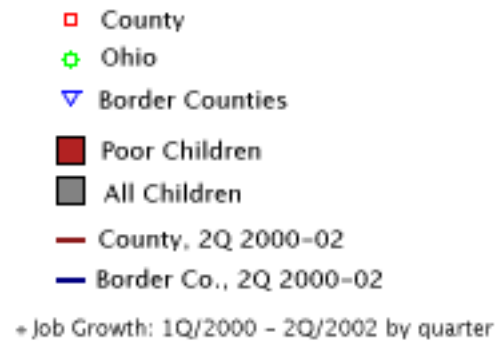 County
Ohio
Border Counties
Poor Children
All Children
County, 2Q 2000-02
Border Co., 2Q 2000-02
* Job Growth: 1Q/2000 - 2Q/2002 by quarter